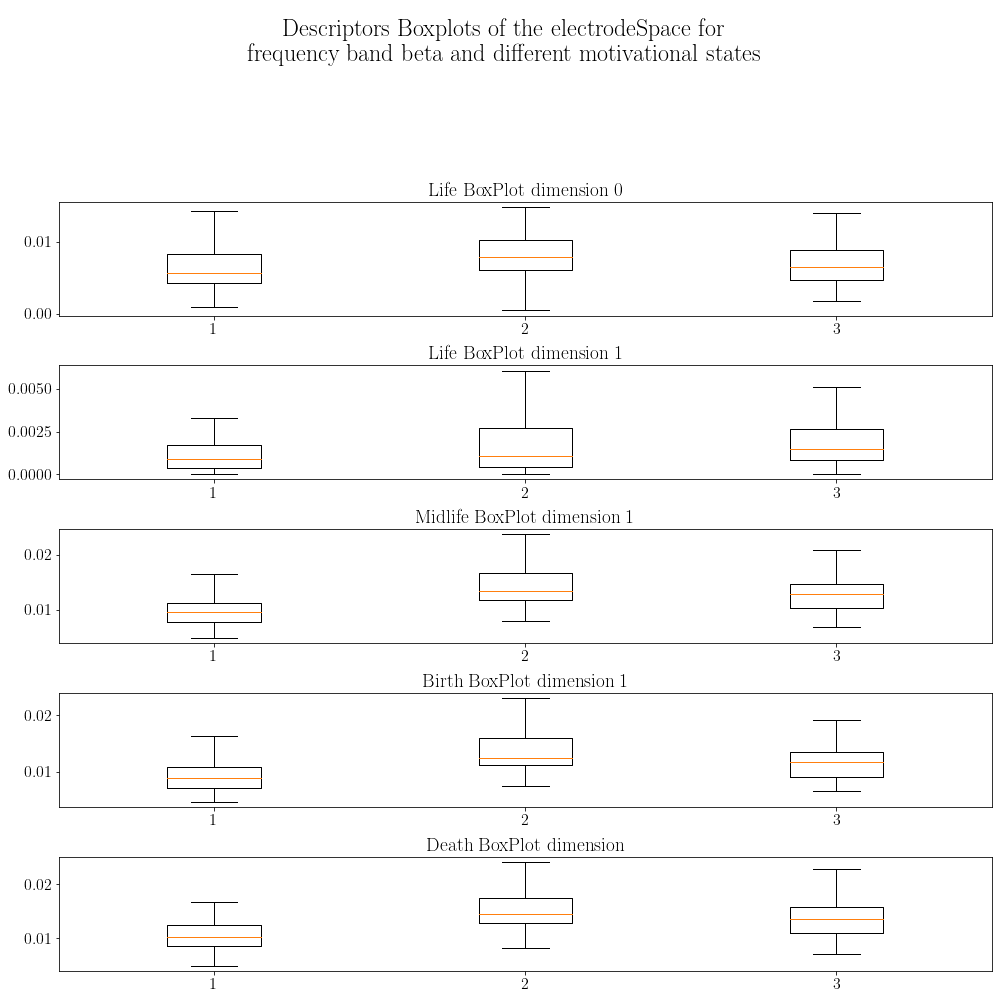 Descriptors Boxplots of the electrodeSpace for
frequency band beta and different motivational states
Life BoxPlot dimension 0
0.01
0.00
1 2 3
Life BoxPlot dimension 1
0.0050
0.0025
0.0000
1 2 3
Midlife BoxPlot dimension 1
0.02
0.01
1 2 3
Birth BoxPlot dimension 1
0.02
0.01
1 2 3
Death BoxPlot dimension
0.02
0.01
1 2 3